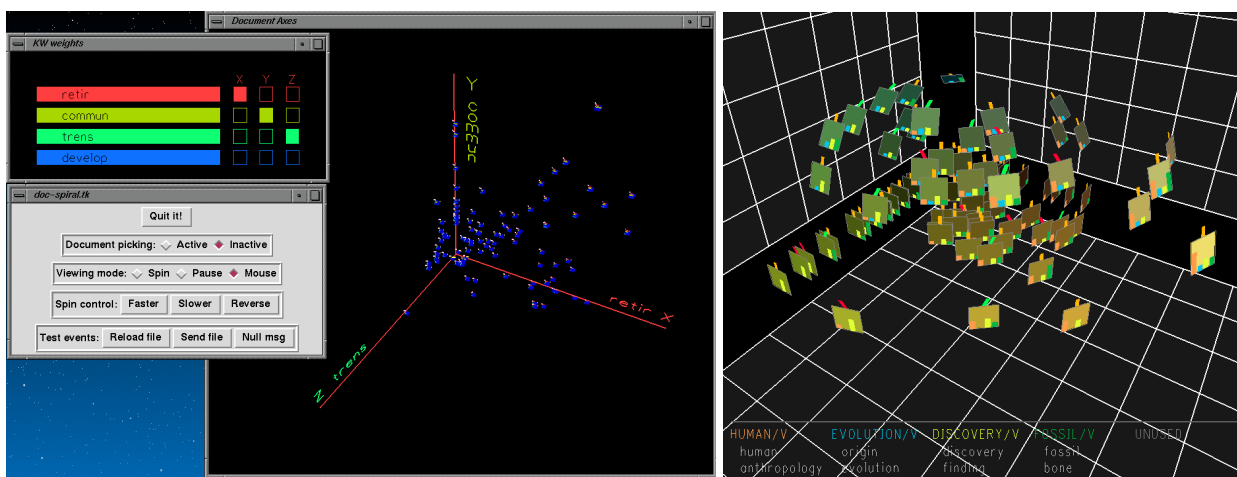 Document Axes
KW weights
X Y Z
retir
commun
trens
develop
doc-spiral.tk
Quit it!
Document picking: Active Inactive
Viewing mode: Spin Pause Mouse
Spin control: Faster Slower Reverse
Test events: Reload file Send file Null msg
Y commun
retir X
Z trens
HUMAN/V EVOLUTION/V DISCOVERY/V FOSSIL/V UNUSED
human origin discovery fossil
anthropology evolution finding bone